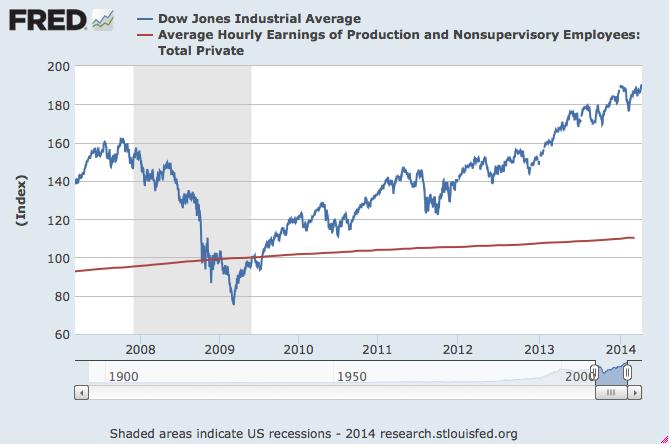 FRED
Dow Jones Industrial Average
Average Hourly Earnings of Production and Nonsupervisory Employees:
Total Private
200
180
160
140
120
100
80
60
(Index)
2008 2009 2010 2011 2012 2013 2014
1900 1950 2000
Shaded areas indicate US recessions - 2014 research.stlouisfed.org